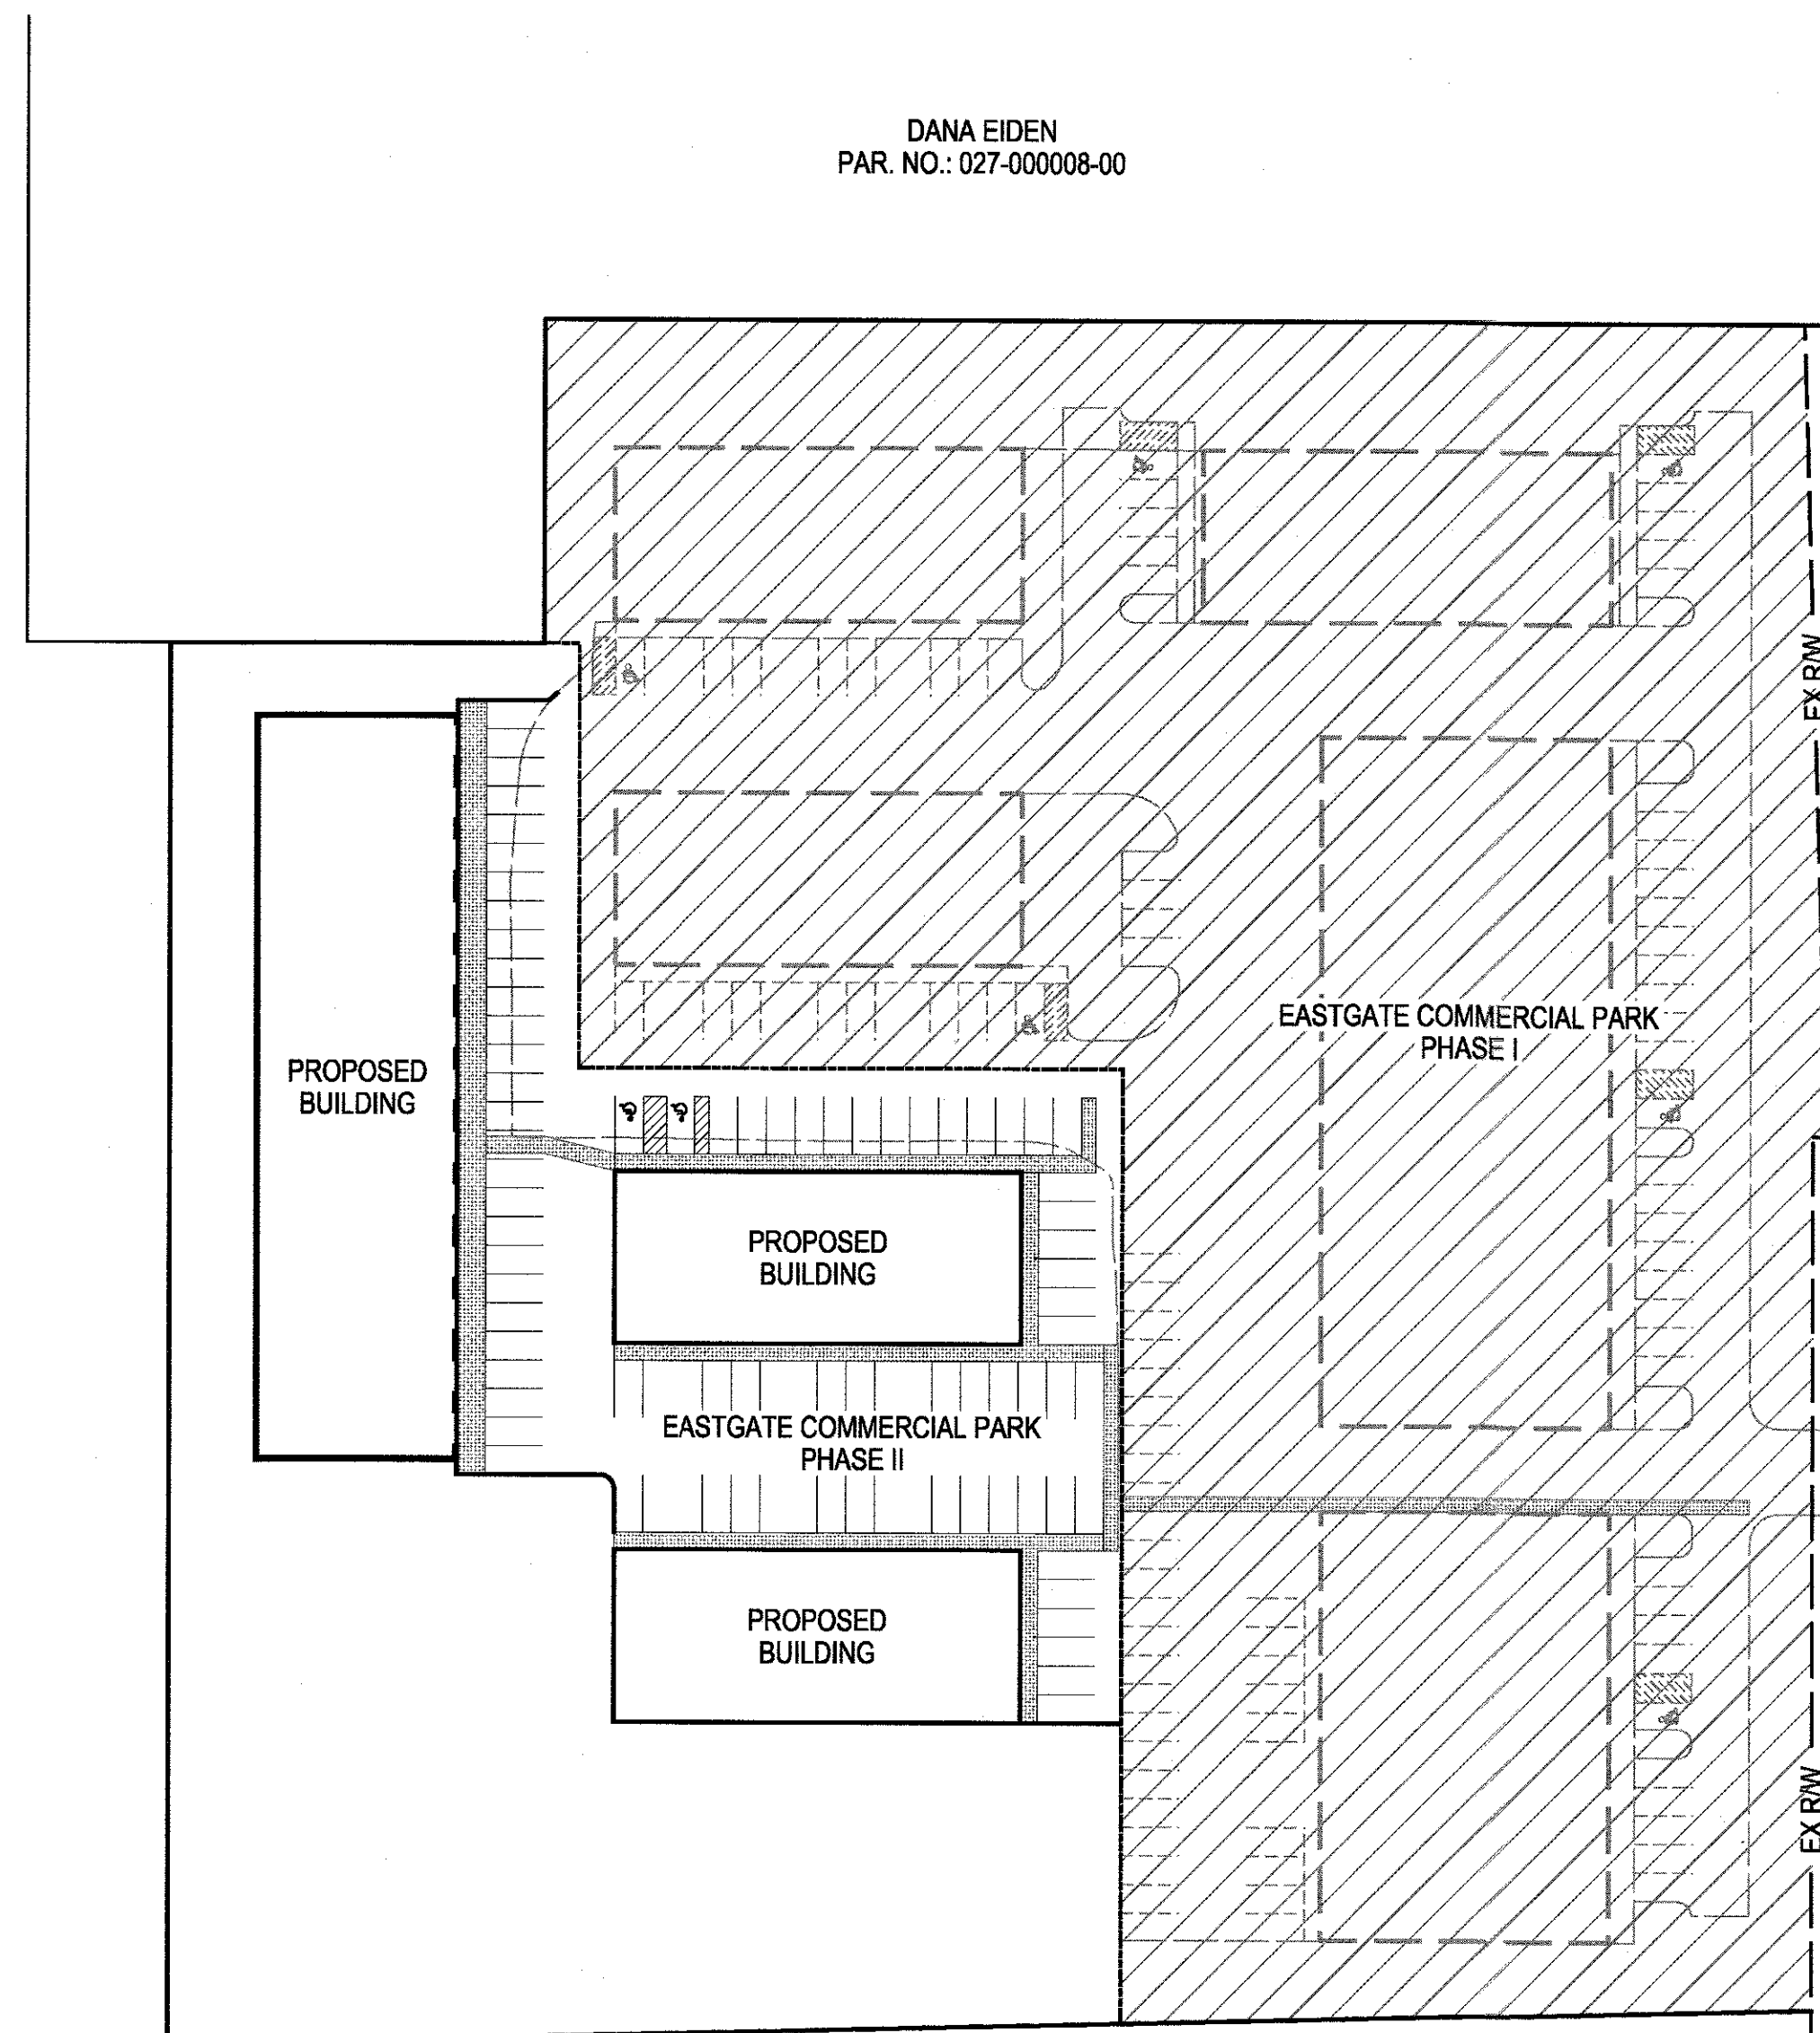 DANA EIDEN
PAR. NO.: 027-000008-00
EX R/W
EASTGATE COMMERCIAL PARK
PHASE I
PROPOSED
BUILDING
PROPOSED
BUILDING
EASTGATE COMMERCIAL PARK
PHASE II
PROPOSED
BUILDING
EX R/W